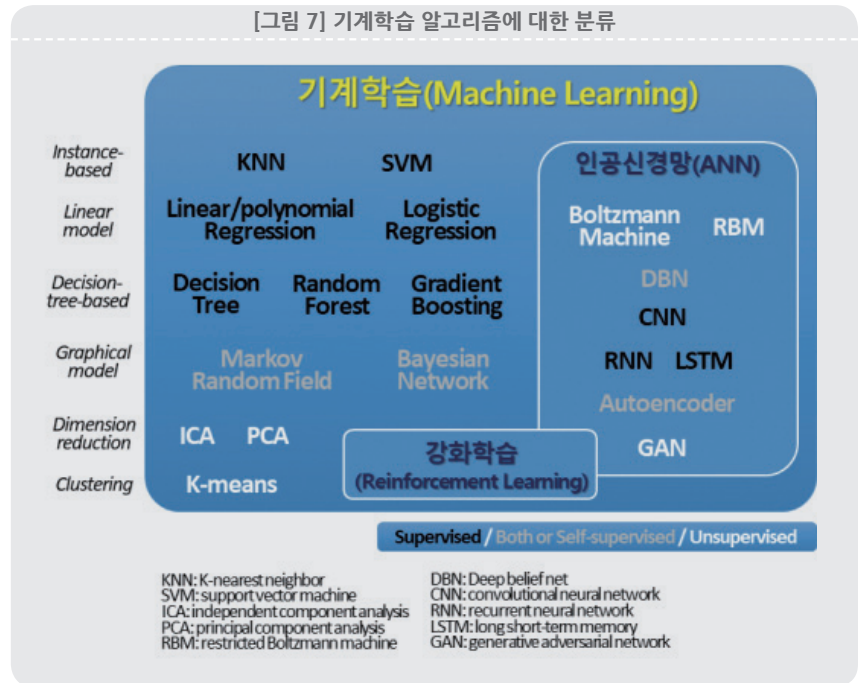 [그림 7] 기계학습 알고리즘에 대한 분류
기계학습(Machine Learning)
Instance-
based
KNN SVM
인공신경망(ANN)
Linear
model
Linear/polynomial
Regression
Logistic
Regression
Boltzmann
Machine
RBM
Decision-
tree-based
Decision
Tree
Random
Forest
Gradient
Boosting
DBN
CNN
Graphical
model
Markov
Random Field
Bayesian
Network
RNN LSTM
Autoencoder
Dimension
reduction
ICA PCA
강화학습
(Reinforcement Learning)
GAN
Clustering
K-means
Supervised / Both or Self-supervised / Unsupervised
KNN: K-nearest neighbor
SVM: support vector machine
ICA: independent component analysis
PCA: principal component analysis
RBM: restricted Boltzmann machine
DBN: Deep belief net
CNN: convolutional neural network
RNN: recurrent neural network
LSTM: long short-term memory
GAN: generative adversarial network